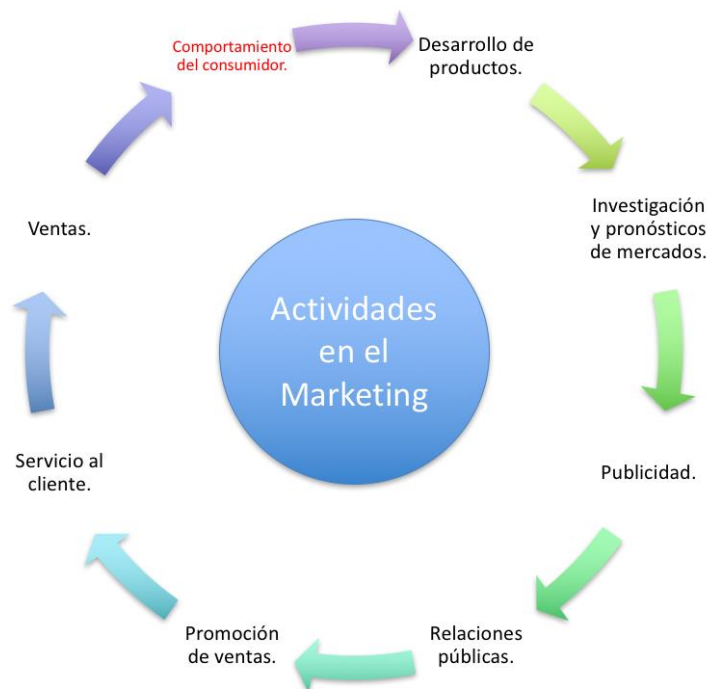 Comportamiento
del consumidor.
Desarrollo de
productos.
Investigación
y pronósticos
de mercados.
Publicidad.
Relaciones
públicas.
Promoción
de ventas.
Servicio al
cliente.
Ventas.
Actividades
en el
Marketing